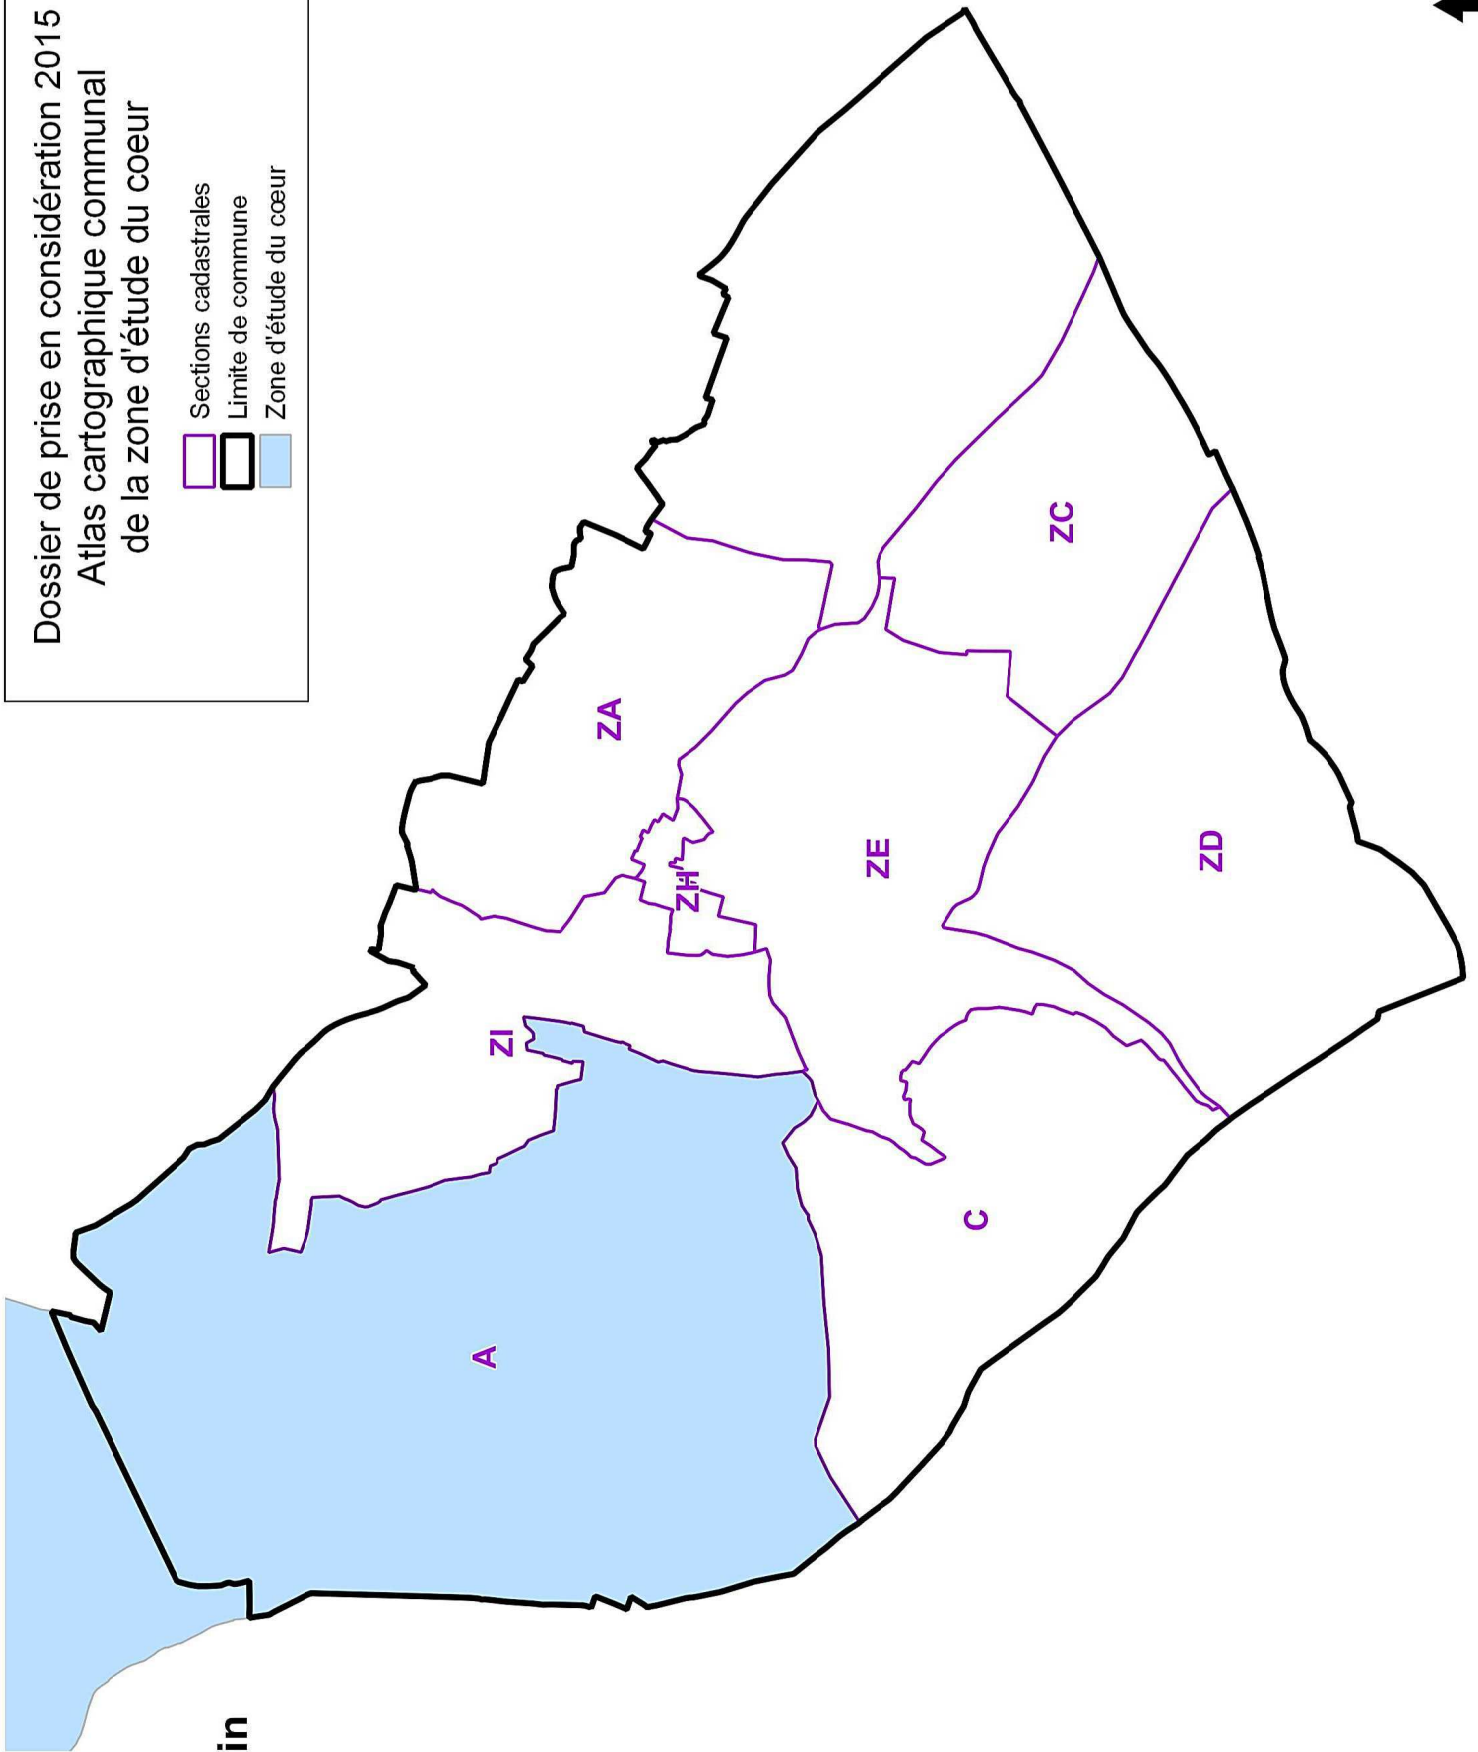 Dossier de prise en considération 2015
Atlas cartographique communal
de la zone d'étude du coeur
Sections cadastrales
Limite de commune
Zone d'étude du cœur
ZA
ZC
ZH
ZE
ZD
ZI
C
A
in